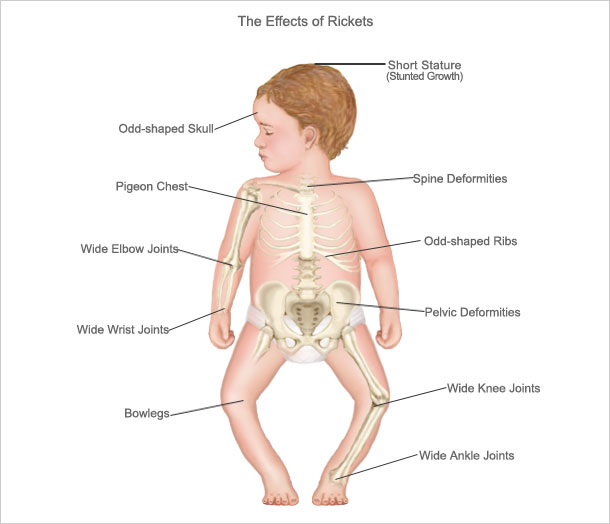 The Effects of Rickets
Short Stature
(Stunted Growth)
Odd-shaped Skull
Pigeon Chest
Spine Deformities
Wide Elbow Joints
Odd-shaped Ribs
Pelvic Deformities
Wide Wrist Joints
Wide Knee Joints
Bowlegs
Wide Ankle Joints